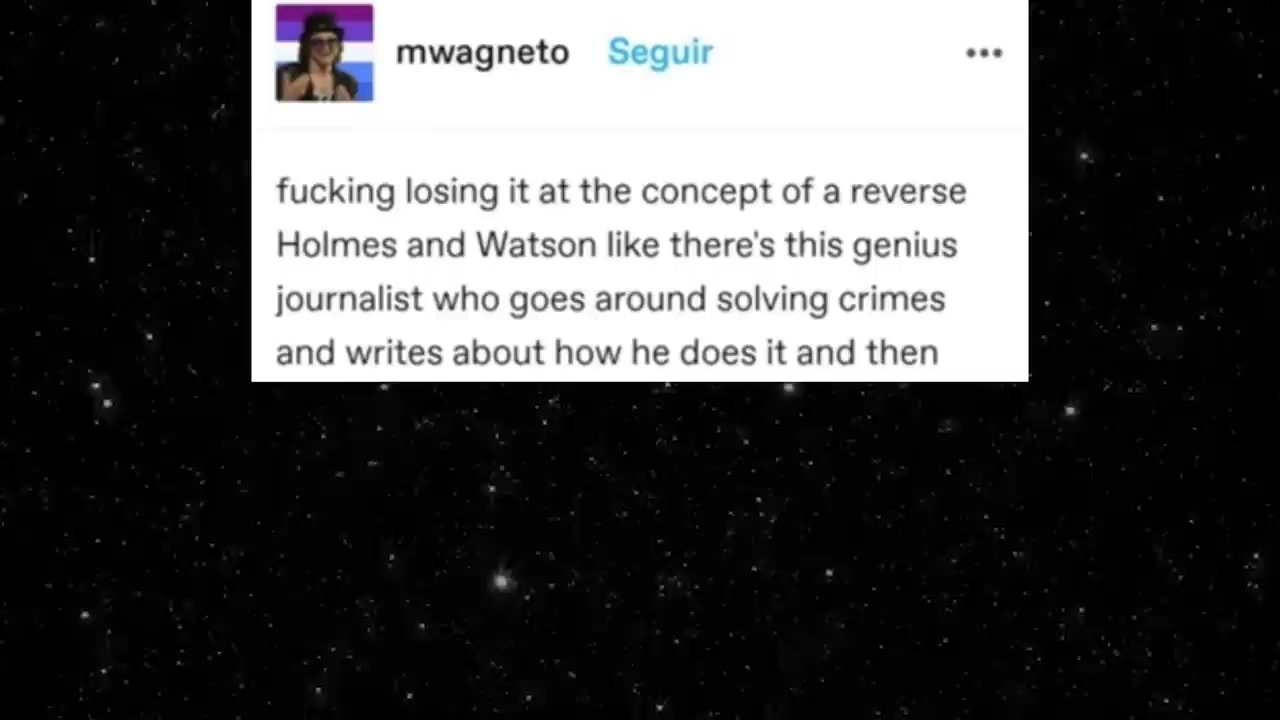 mwagneto Seguir
fucking losing it at the concept of a reverse
Holmes and Watson like there's this genius
journalist who goes around solving crimes
and writes about how he does it and then